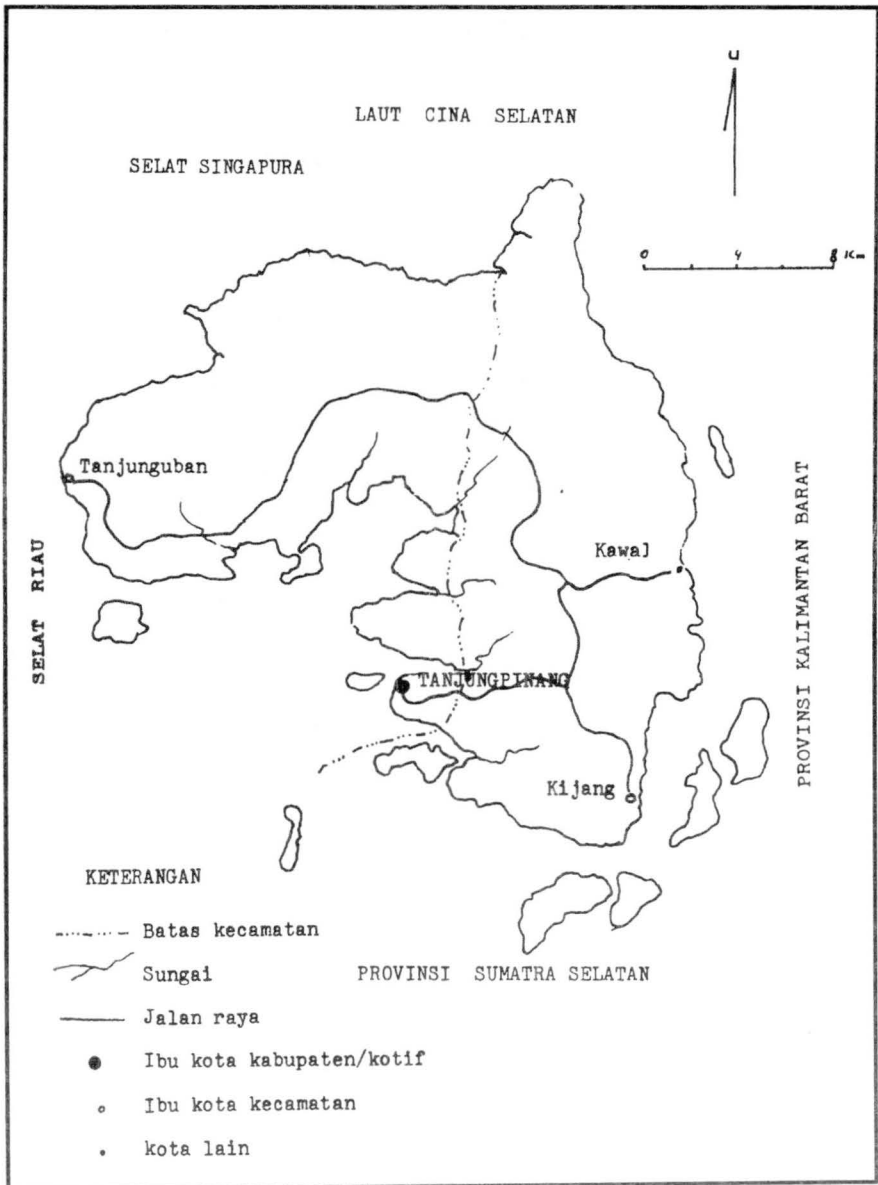 U
LAUT CINA SELATAN
SELAT SINGAPURA
0 4 8 Km
Tanjunguban
Kawal
SELAT RIAU
PROVINSI KALIMANTAN BARAT
TANJUNGPINANG
Kijang
KETERANGAN
Batas kecamatan
Sungai
PROVINSI SUMATRA SELATAN
Jalan raya
Ibu kota kabupaten/kotif
Ibu kota kecamatan
kota lain